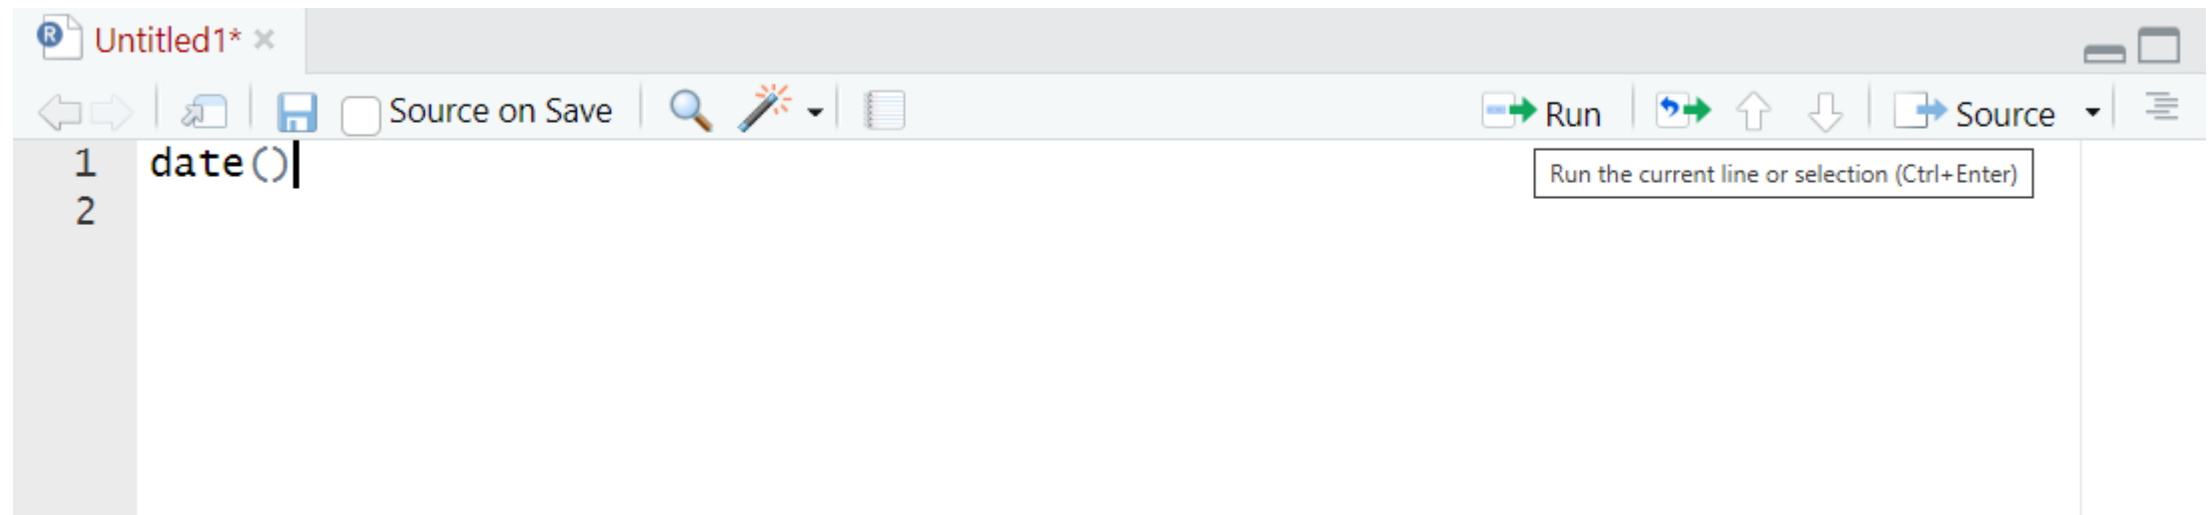 R Untitled1*
Source on Save Run Source
1 date()
Run the current line or selection (Ctrl+Enter)
2